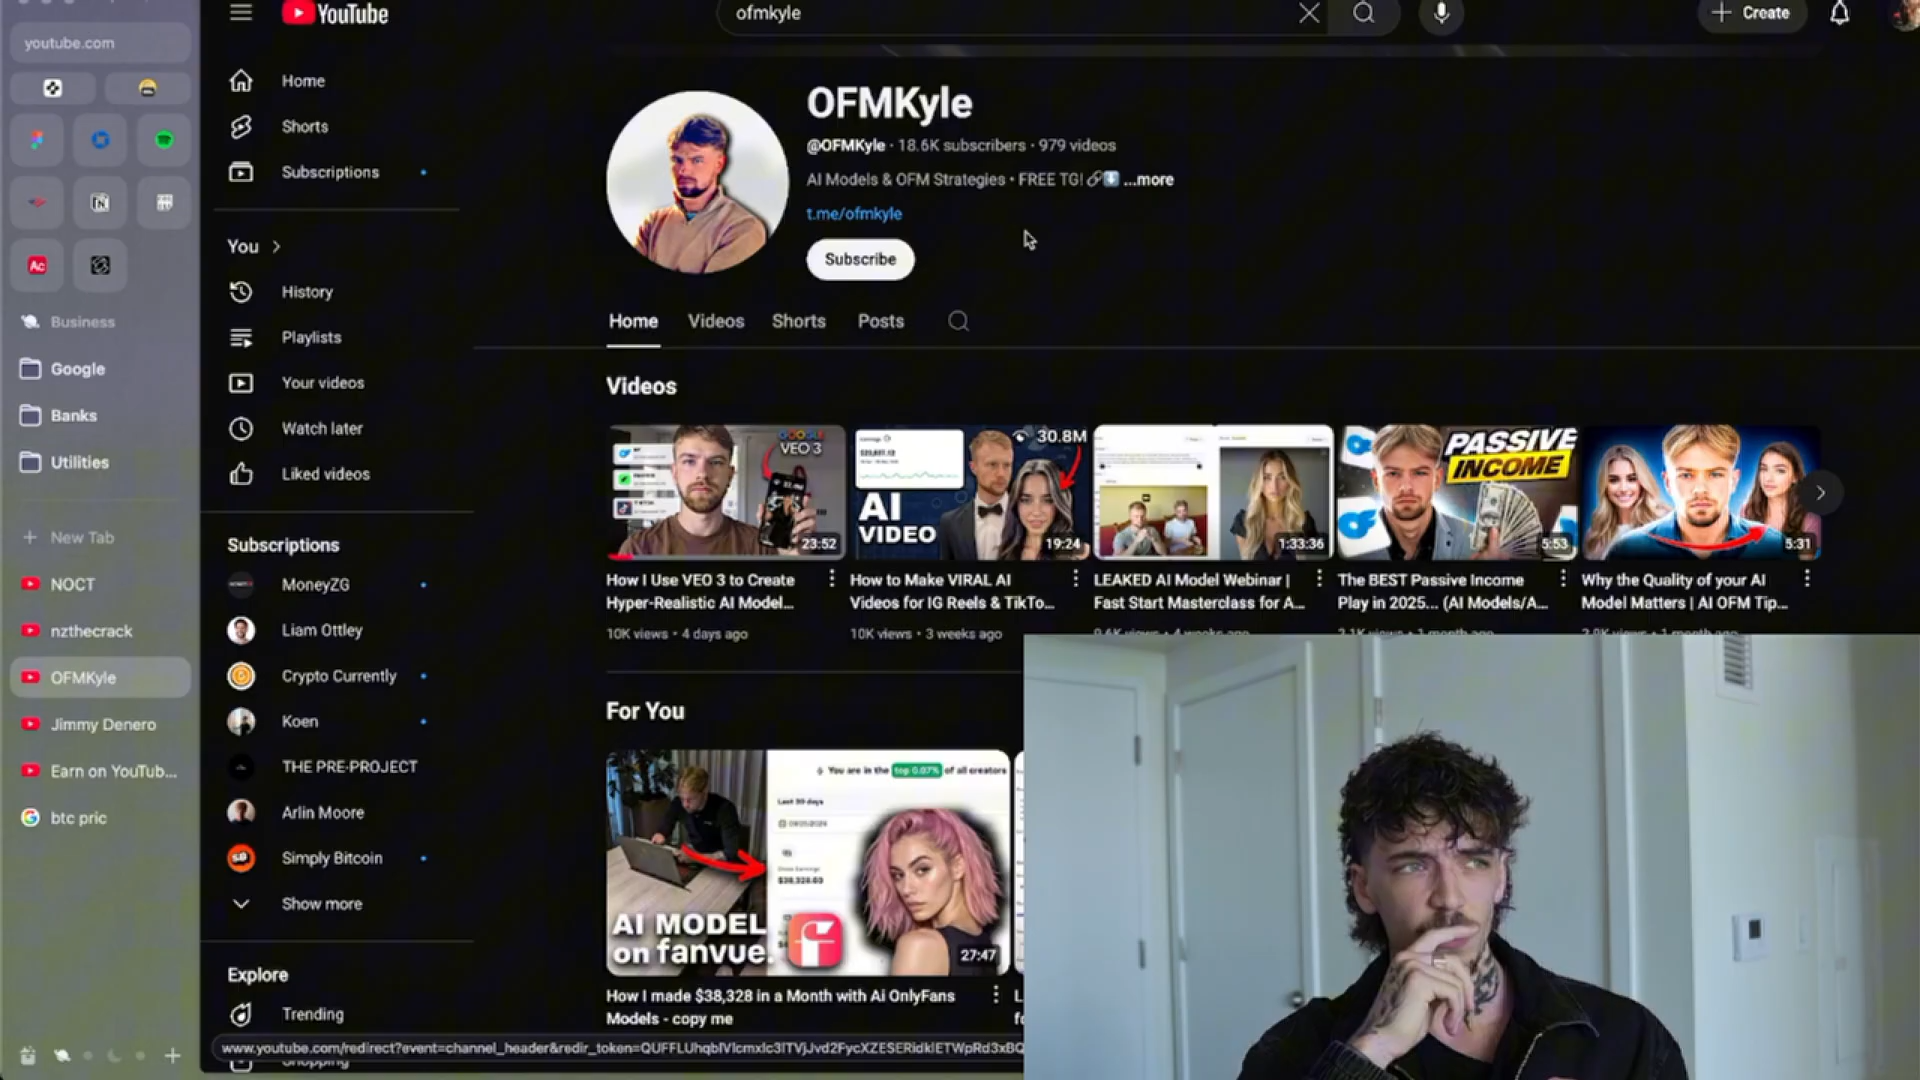 youtube.com
YouTube
ofmkyle
Create
Home
Shorts
Subscriptions
You
History
Playlists
Your videos
Watch later
Liked videos
Subscriptions
MoneyZG
Liam Ottley
Crypto Currently
Koen
THE PRE-PROJECT
Arlin Moore
Simply Bitcoin
Show more
Explore
Trending
Shopping
Ac
Business
Google
Banks
Utilities
New Tab
NOCT
nzthecrack
OFMKyle
Jimmy Denero
Earn on YouTub...
btc pric
OFMKyle
@OFMKyle · 18.6K subscribers · 979 videos
AI Models & OFM Strategies • FREE TG! ...more
t.me/ofmkyle
Subscribe
Home Videos Shorts Posts
Videos
GOOGLE
VEO 3
23:52
How I Use VEO 3 to Create
Hyper-Realistic AI Model...
10K views • 4 days ago
30.8M
AI
VIDEO
19:24
How to Make VIRAL AI
Videos for IG Reels & TikTo...
10K views • 3 weeks ago
1:33:36
LEAKED AI Model Webinar |
Fast Start Masterclass for A...
PASSIVE
INCOME
5:53
The BEST Passive Income
Play in 2025... (AI Models/A...
5:31
Why the Quality of your AI
Model Matters | AI OFM Tip...
For You
You are in the top 0.07% of all creators
Last 30 days
$38,328.00
AI MODEL
on fanvue.
27:47
How I made $38,328 in a Month with Ai OnlyFans
Models - copy me